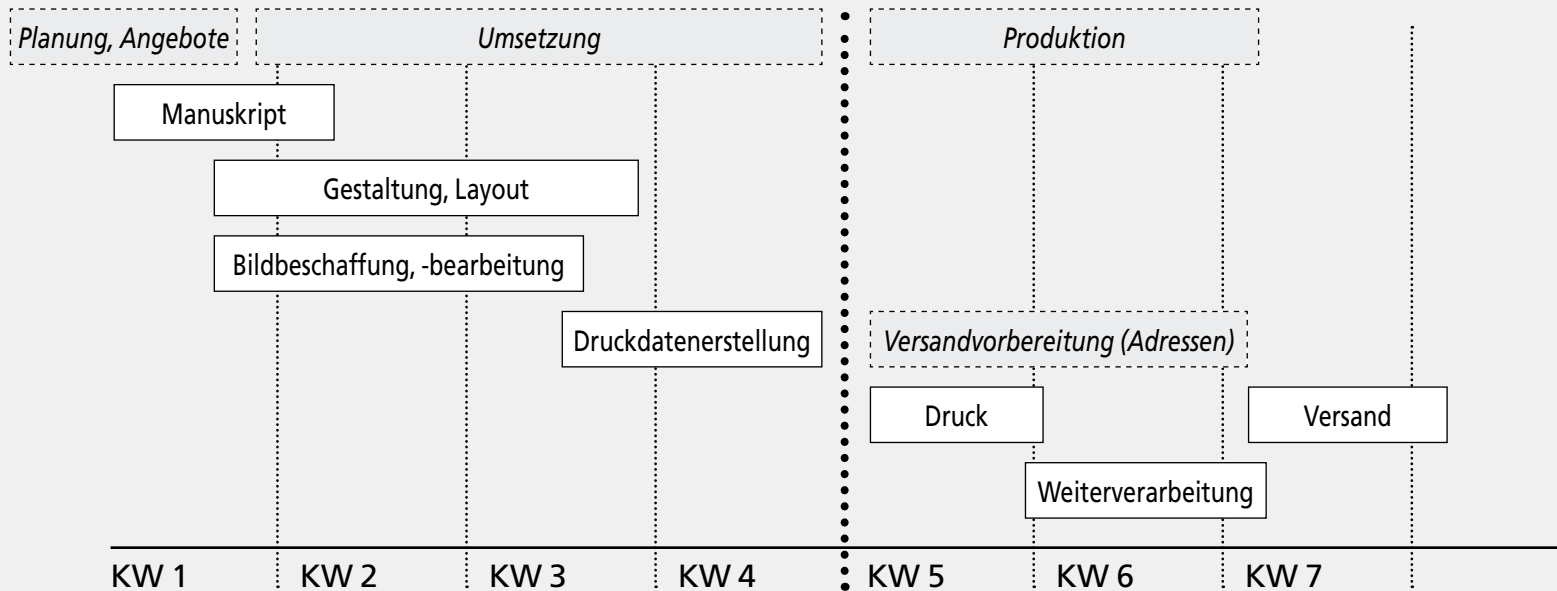 Planung, Angebote Umsetzung Produktion
Manuskript
Gestaltung, Layout
Bildbeschaffung, -bearbeitung
Druckdatenerstellung Versandvorbereitung (Adressen)
Druck Versand
Weiterverarbeitung
KW 1 KW 2 KW 3 KW 4 KW 5 KW 6 KW 7